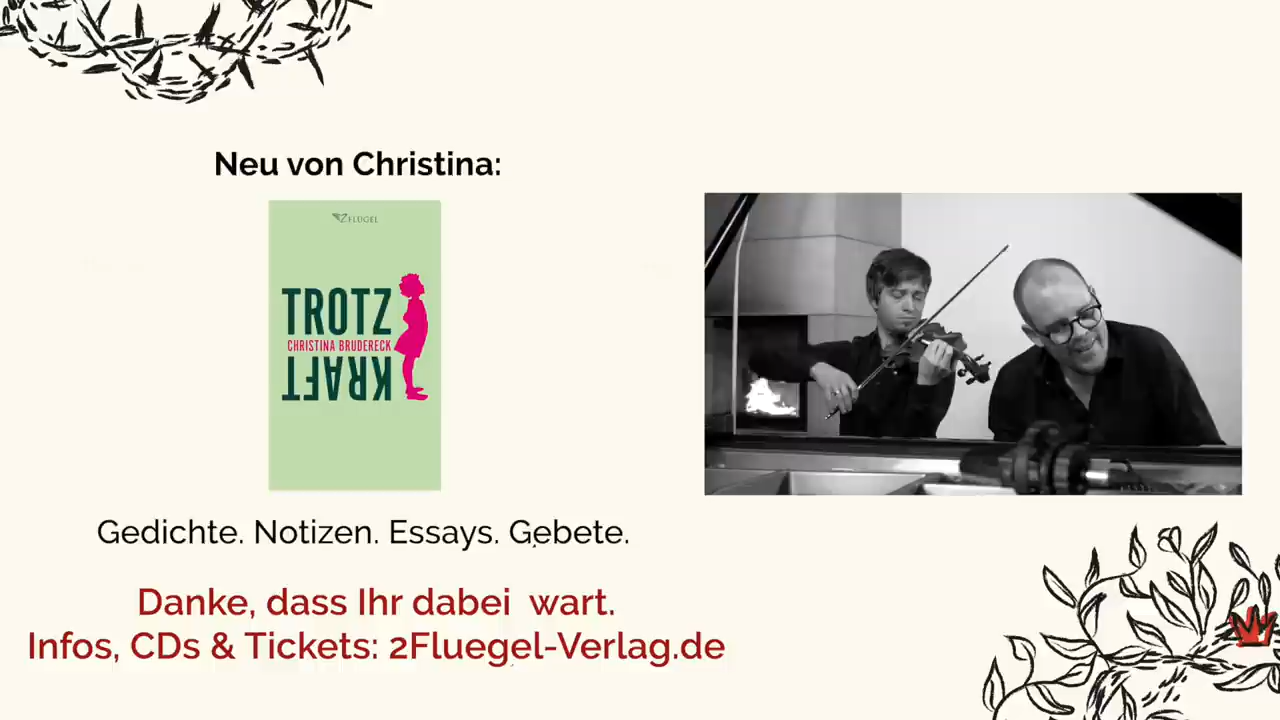 Neu von Christina:
2FLÜGEL
TROTZ
CHRISTINA BRUDERECK
KRAFT
Gedichte. Notizen. Essays. Gebete.
Danke, dass Ihr dabei wart.
Infos, CDs & Tickets: 2Fluegel-Verlag.de